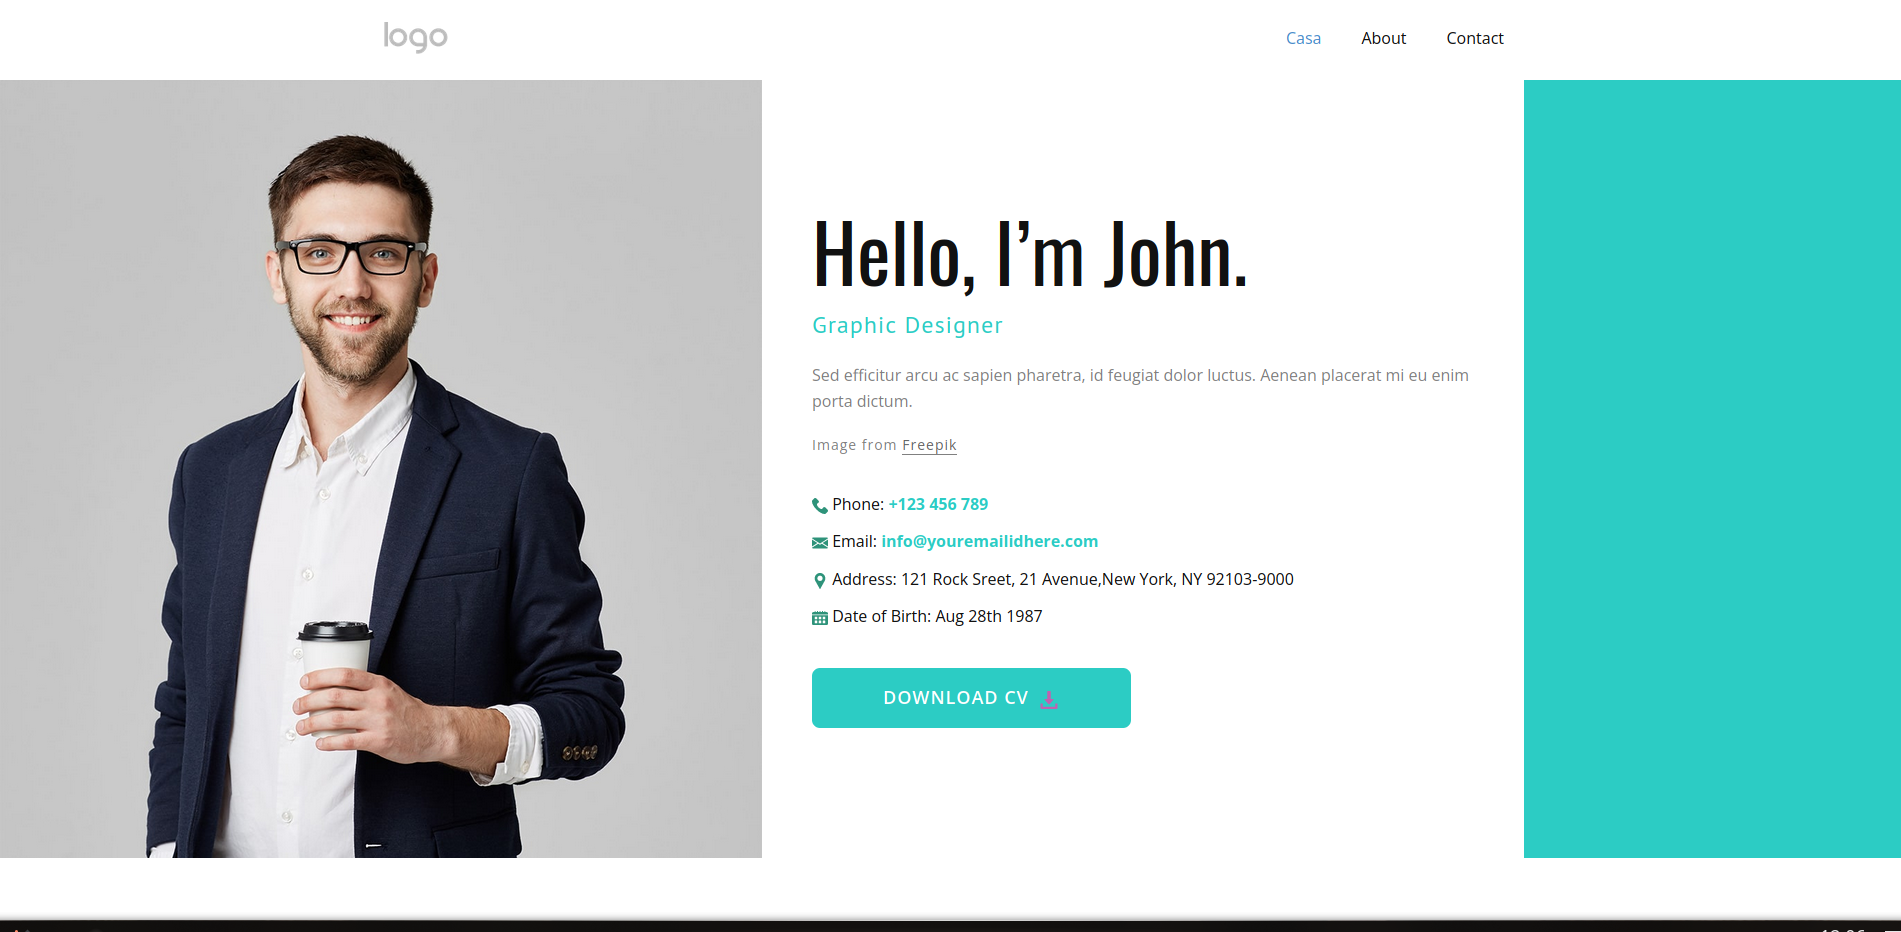 logo
Casa About Contact
Hello, I’m John.
Graphic Designer
Sed efficitur arcu ac sapien pharetra, id feugiat dolor luctus. Aenean placerat mi eu enim
porta dictum.
Image from Freepik
Phone: +123 456 789
Email: info@youremailidhere.com
Address: 121 Rock Sreet, 21 Avenue,New York, NY 92103-9000
Date of Birth: Aug 28th 1987
DOWNLOAD CV